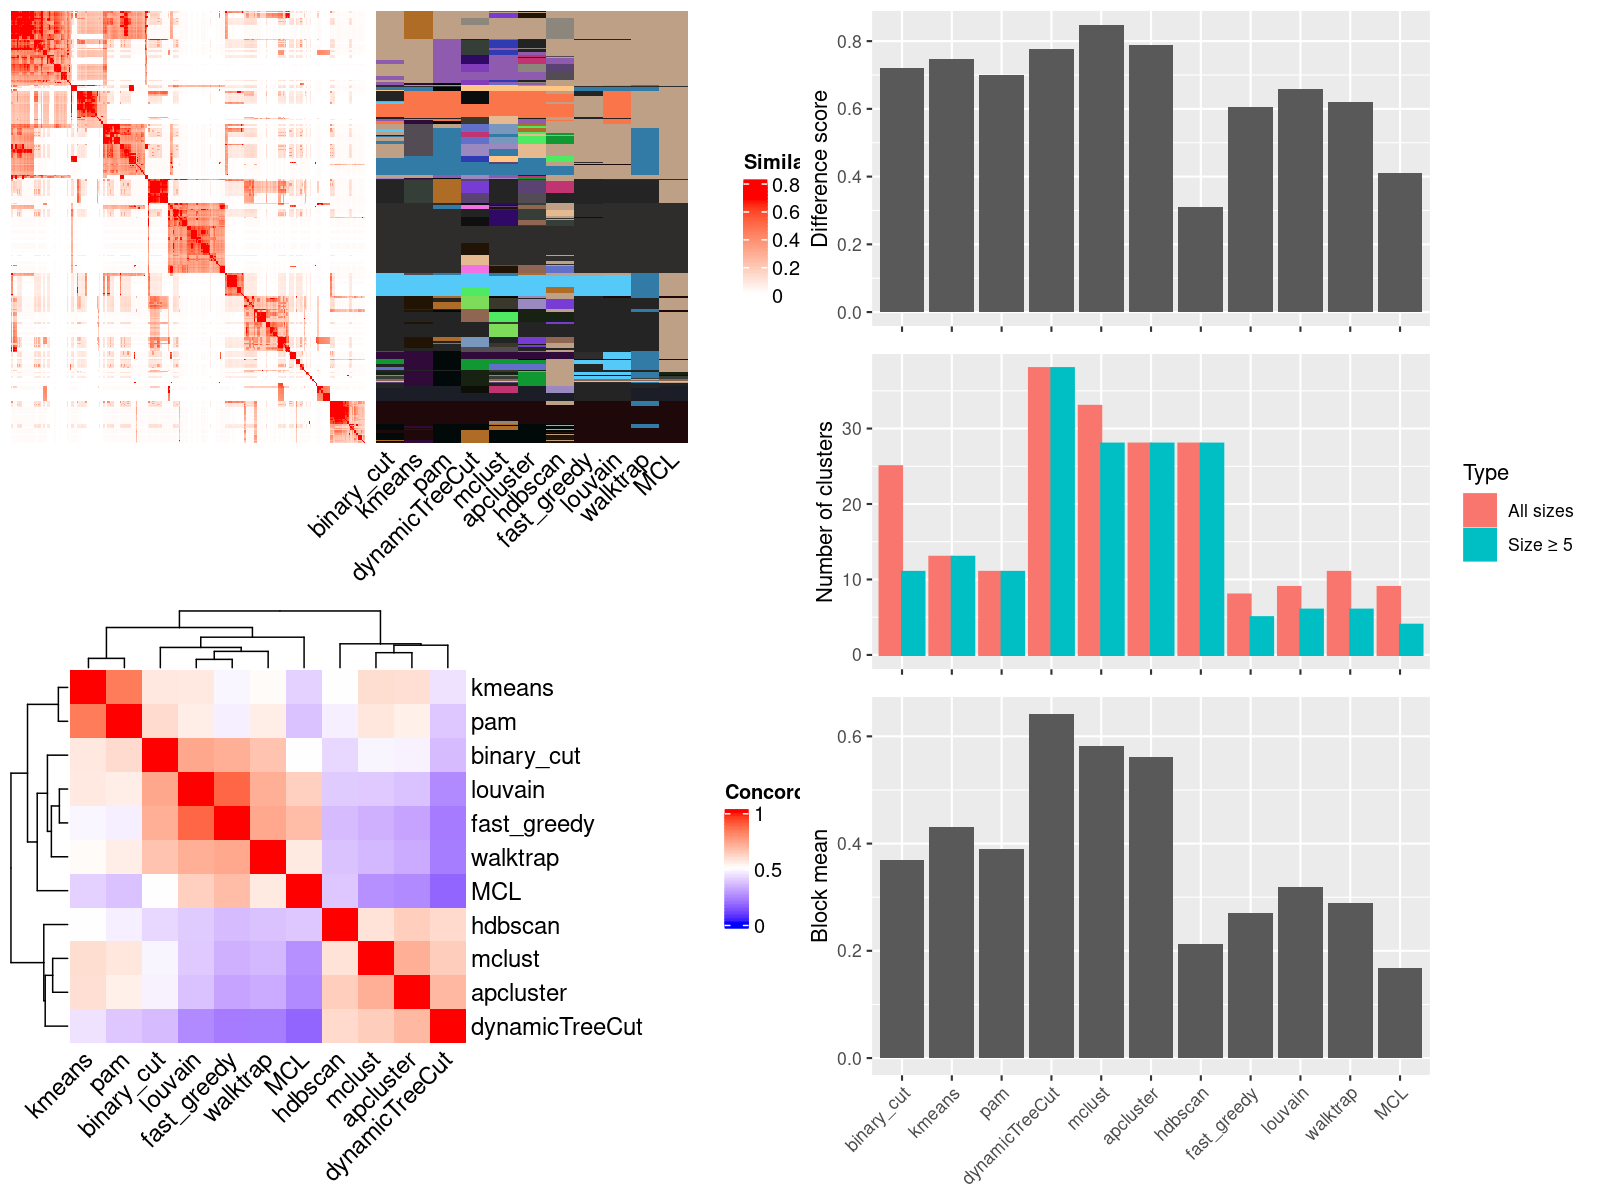 Simila
0.8
0.6
0.4
0.2
0
binary_cut
kmeans
pam
dynamicTreeCut
mclust
apcluster
hdbscan
fast_greedy
louvain
walktrap
MCL
kmeans
pam
binary_cut
louvain
fast_greedy
walktrap
MCL
hdbscan
mclust
apcluster
dynamicTreeCut
kmeans
pam
binary_cut
louvain
fast_greedy
walktrap
MCL
hdbscan
mclust
apcluster
dynamicTreeCut
Concord
1
0.5
0
Difference score
0.8
0.6
0.4
0.2
0.0
Number of clusters
30
20
10
0
Type
All sizes
Size ≥ 5
Block mean
0.6
0.4
0.2
0.0
binary_cut
kmeans
pam
dynamicTreeCut
mclust
apcluster
hdbscan
fast_greedy
louvain
walktrap
MCL